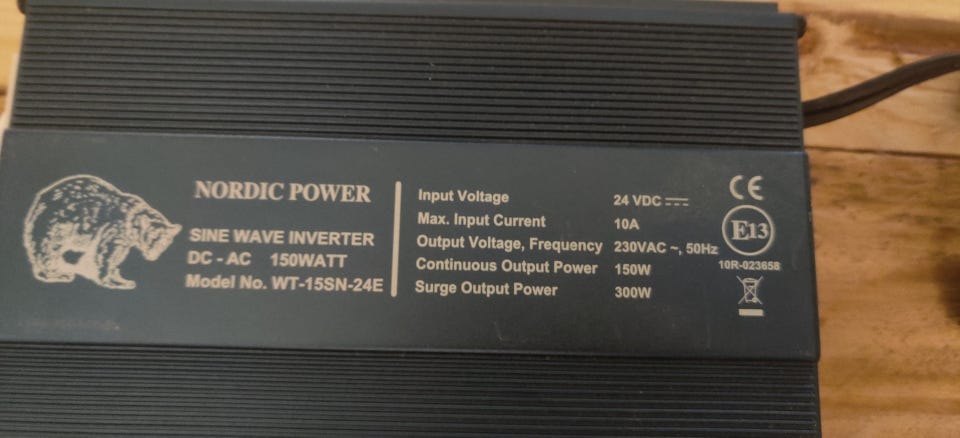 NORDIC POWER
SINE WAVE INVERTER
DC - AC 150WATT
Model No. WT-15SN-24E
Input Voltage 24 VDC ⎓
Max. Input Current 10A
Output Voltage, Frequency 230VAC ~, 50Hz
Continuous Output Power 150W
Surge Output Power 300W
CE
E13
10R-023658